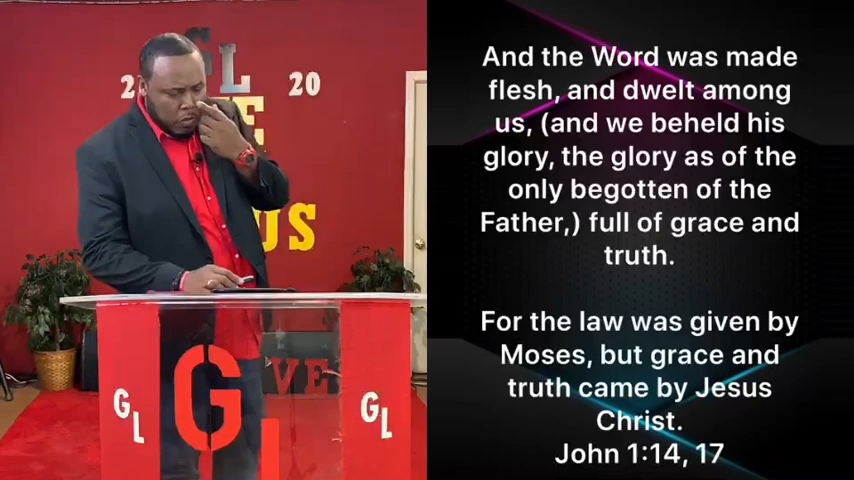 GL
2 20
US
G L
G
L
VE
GL
And the Word was made
flesh, and dwelt among
us, (and we beheld his
glory, the glory as of the
only begotten of the
Father,) full of grace and
truth.
For the law was given by
Moses, but grace and
truth came by Jesus
Christ.
John 1:14, 17